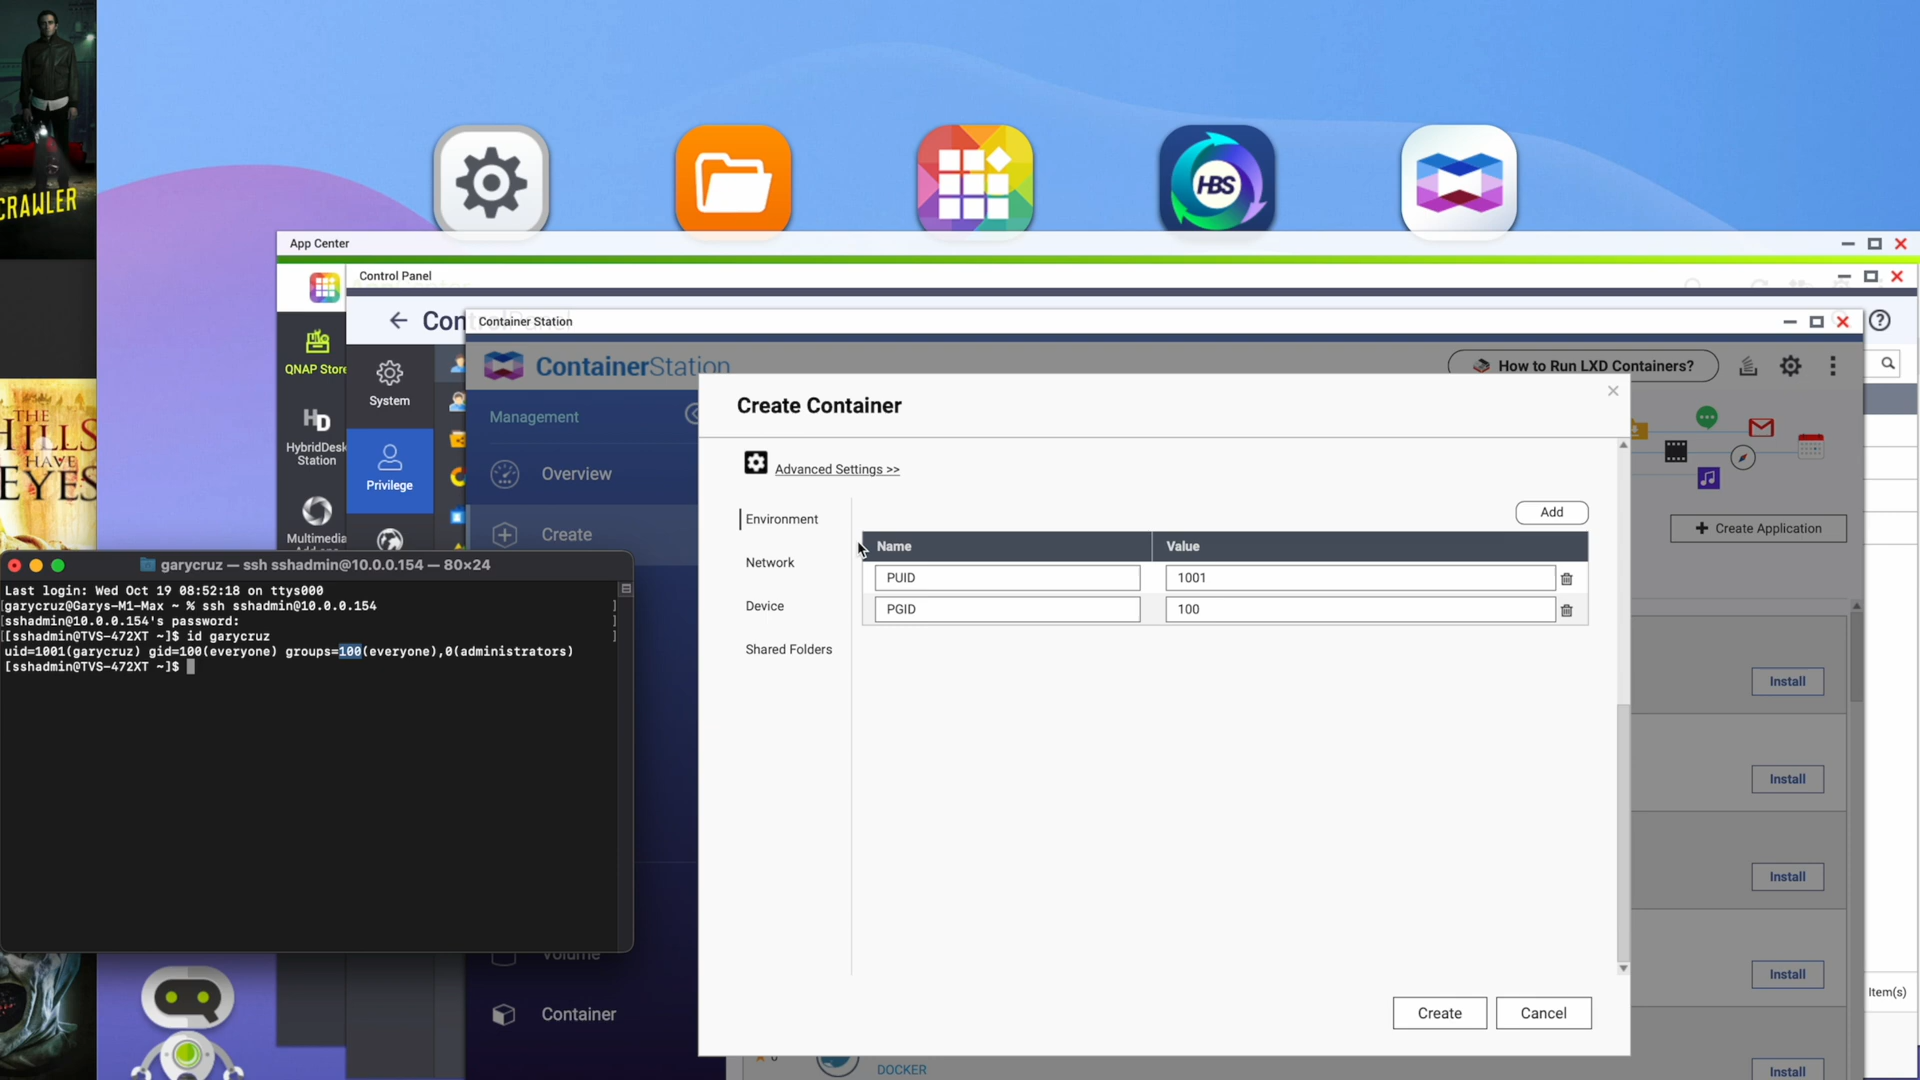 CRAWLER
THE
HILLS
HAVE
EYES
HBS
App Center
Control Panel
Container Station
QNAP Store
HybridDesk
Station
Multimedia
System
Privilege
ContainerStation
How to Run LXD Containers?
Management
Overview
Create
Volume
Container
Create Application
Create Container
Advanced Settings >>
Environment
Network
Device
Shared Folders
Add
Name Value
PUID 1001
PGID 100
Create Cancel
Install
Install
Install
Install
Install
Item(s)
DOCKER
garycruz — ssh sshadmin@10.0.0.154 — 80×24
Last login: Wed Oct 19 08:52:18 on ttys000
[garycruz@Garys-M1-Max ~ % ssh sshadmin@10.0.0.154 ]
[sshadmin@10.0.0.154's password: ]
[[sshadmin@TVS-472XT ~]$ id garycruz ]
uid=1001(garycruz) gid=100(everyone) groups=100(everyone),0(administrators)
[sshadmin@TVS-472XT ~]$